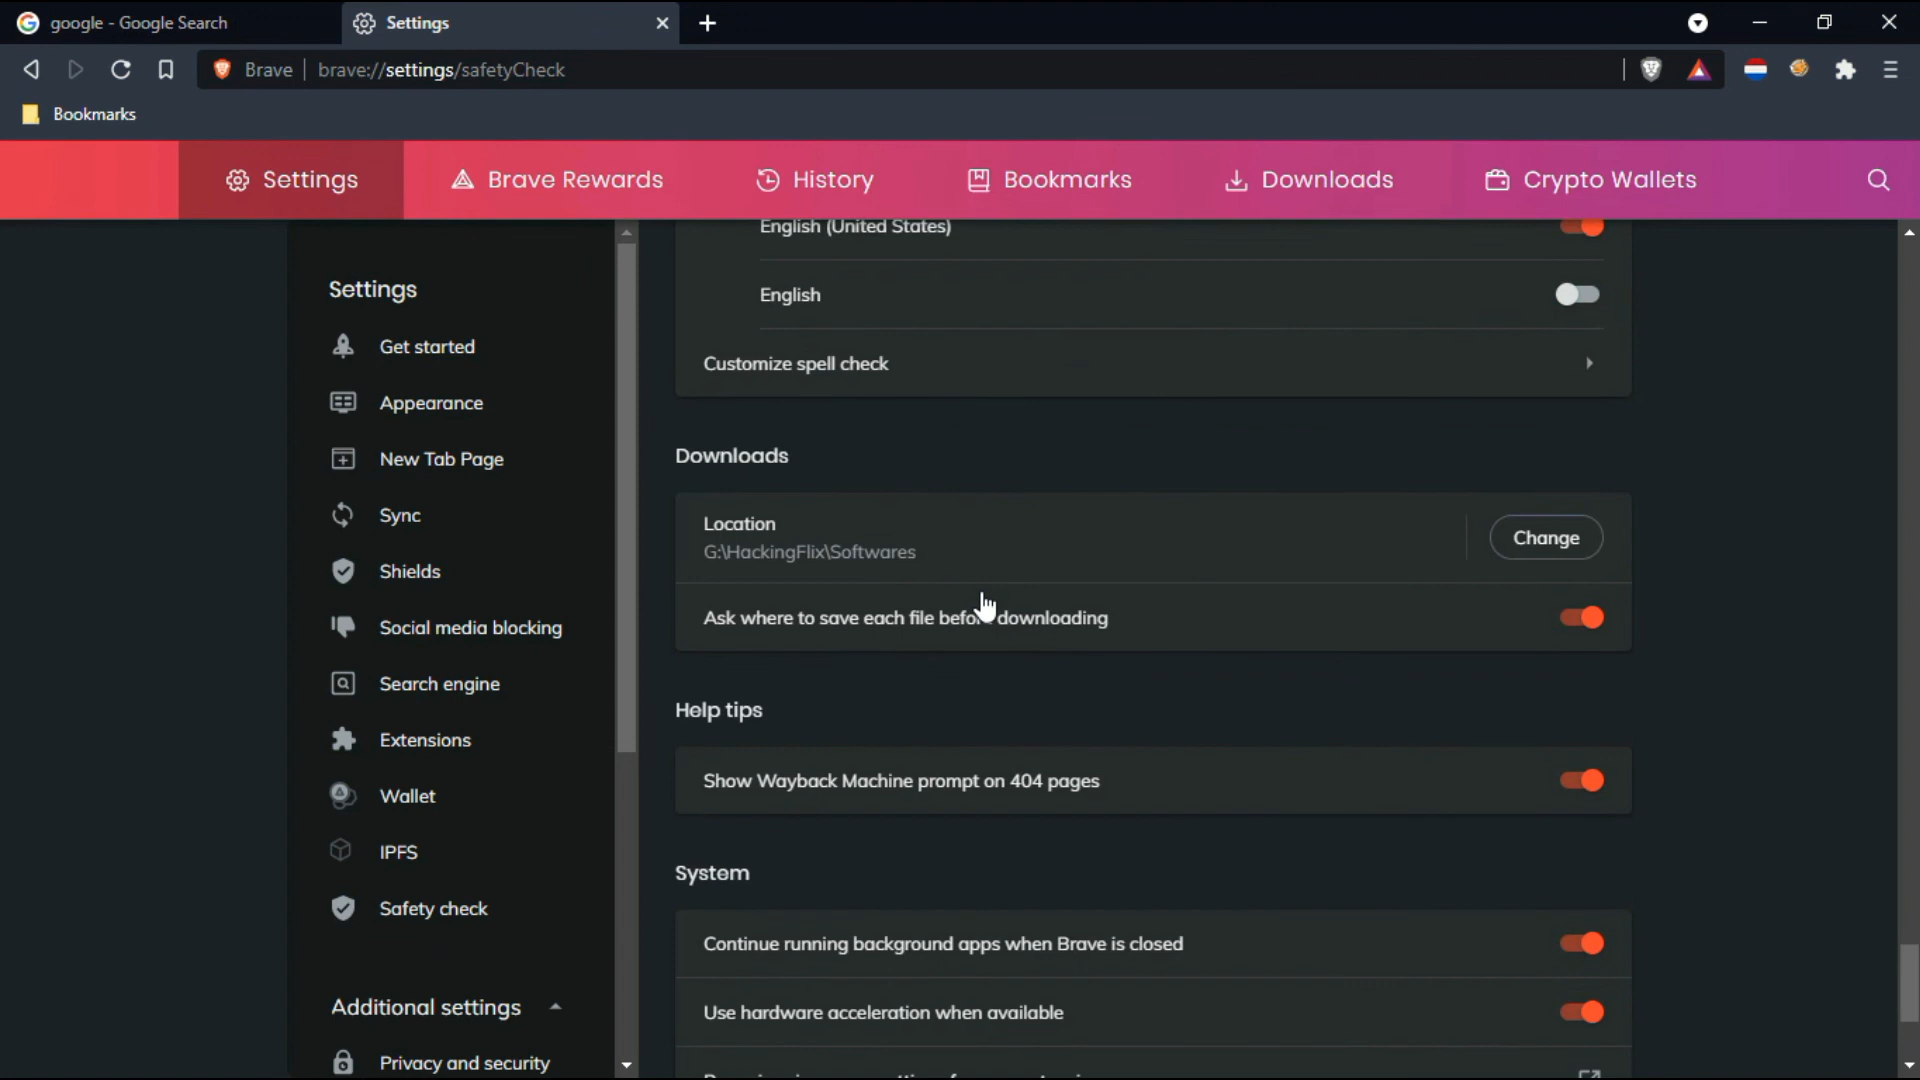 google - Google Search
Settings
Brave
brave://settings/safetyCheck
Bookmarks
Settings
Brave Rewards
History
Bookmarks
Downloads
Crypto Wallets
Settings
Get started
Appearance
New Tab Page
Sync
Shields
Social media blocking
Search engine
Extensions
Wallet
IPFS
Safety check
Additional settings
Privacy and security
English (United States)
English
Customize spell check
Downloads
Location
G:\HackingFlix\Softwares
Change
Ask where to save each file before downloading
Help tips
Show Wayback Machine prompt on 404 pages
System
Continue running background apps when Brave is closed
Use hardware acceleration when available